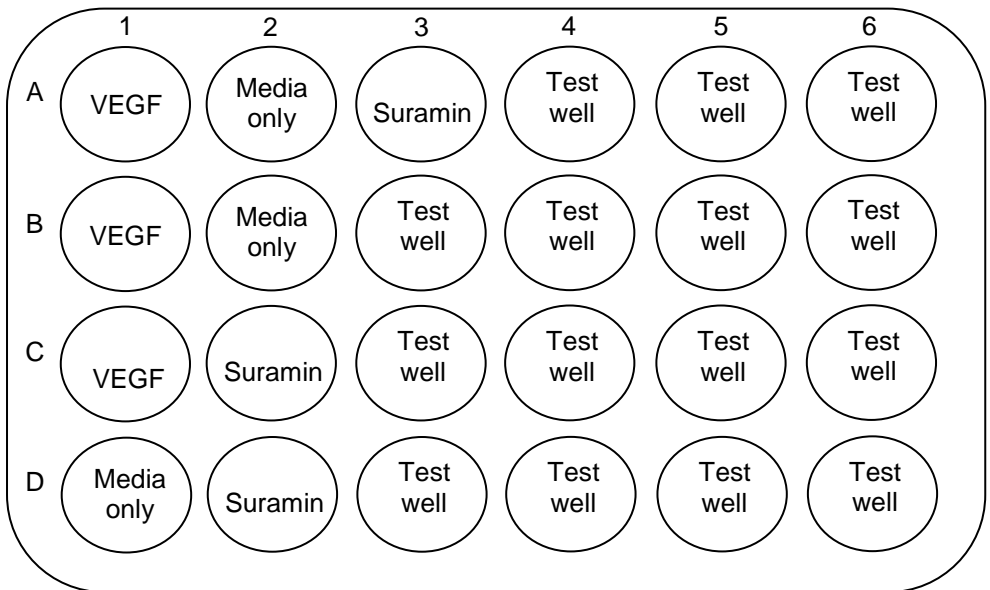 1 2 3 4 5 6
A
VEGF
Media
only
Suramin
Test
well
Test
well
Test
well
B
VEGF
Media
only
Test
well
Test
well
Test
well
Test
well
C
VEGF
Suramin
Test
well
Test
well
Test
well
Test
well
D
Media
only
Suramin
Test
well
Test
well
Test
well
Test
well